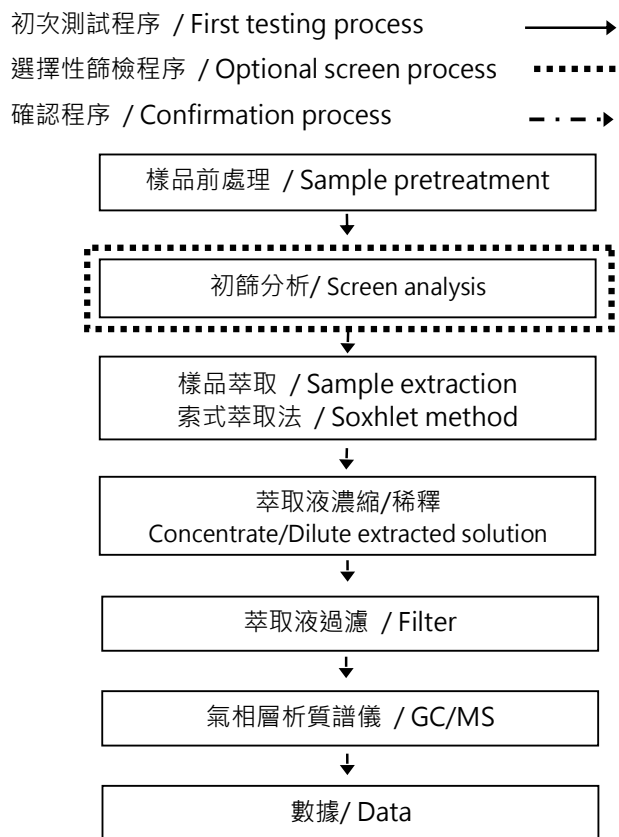 初次測試程序 / First testing process
選擇性篩檢程序 / Optional screen process
確認程序 / Confirmation process
樣品前處理 / Sample pretreatment
初篩分析/ Screen analysis
樣品萃取 / Sample extraction
索式萃取法 / Soxhlet method
萃取液濃縮/稀釋
Concentrate/Dilute extracted solution
萃取液過濾 / Filter
氣相層析質譜儀 / GC/MS
數據/ Data